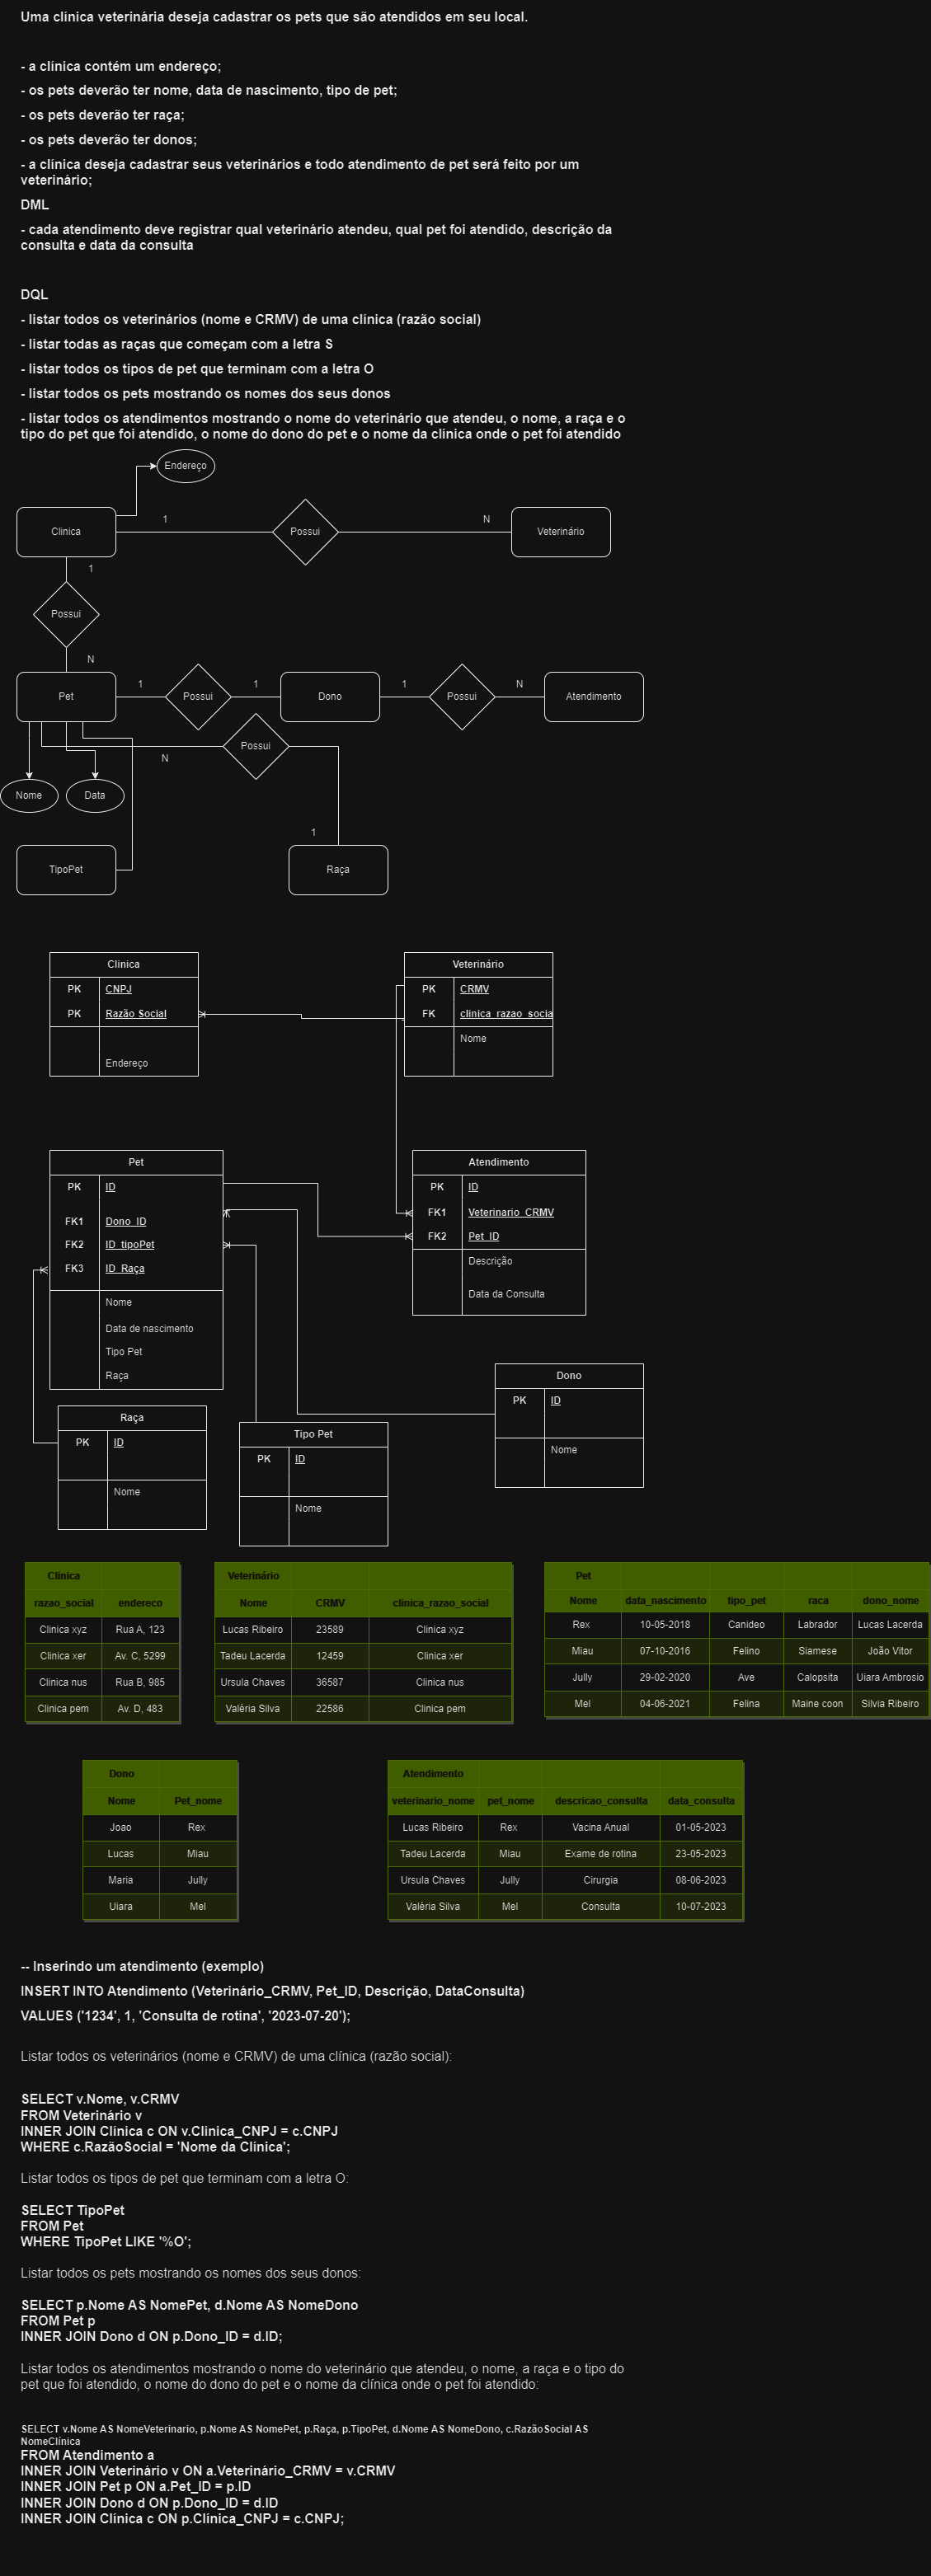 Uma clínica veterinária deseja cadastrar os pets que são atendidos em seu local.
- a clínica contém um endereço;
- os pets deverão ter nome, data de nascimento, tipo de pet;
- os pets deverão ter raça;
- os pets deverão ter donos;
- a clínica deseja cadastrar seus veterinários e todo atendimento de pet será feito por um
veterinário;
DML
- cada atendimento deve registrar qual veterinário atendeu, qual pet foi atendido, descrição da
consulta e data da consulta
DQL
- listar todos os veterinários (nome e CRMV) de uma clínica (razão social)
- listar todas as raças que começam com a letra S
- listar todos os tipos de pet que terminam com a letra O
- listar todos os pets mostrando os nomes dos seus donos
- listar todos os atendimentos mostrando o nome do veterinário que atendeu, o nome, a raça e o
tipo do pet que foi atendido, o nome do dono do pet e o nome da clínica onde o pet foi atendido
Endereço
Clinica 1 Possui N Veterinário
1
Possui
N
Pet 1 Possui 1 Dono 1 Possui N Atendimento
Possui
N
Nome Data
1
TipoPet Raça
Clinica
PK CNPJ
PK Razão Social
Endereço
Veterinário
PK CRMV
FK clinica_razao_socia
Nome
Pet
PK ID
FK1 Dono_ID
FK2 ID_tipoPet
FK3 ID_Raça
Nome
Data de nascimento
Tipo Pet
Raça
Atendimento
PK ID
FK1 Veterinario_CRMV
FK2 Pet_ID
Descrição
Data da Consulta
Dono
PK ID
Nome
Raça
PK ID
Nome
Tipo Pet
PK ID
Nome
Clinica
razao_social endereco
Clinica xyz Rua A, 123
Clinica xer Av. C, 5299
Clinica nus Rua B, 985
Clinica pem Av. D, 483
Veterinário
Nome CRMV clinica_razao_social
Lucas Ribeiro 23589 Clinica xyz
Tadeu Lacerda 12459 Clinica xer
Ursula Chaves 36587 Clinica nus
Valéria Silva 22586 Clinica pem
Pet
Nome data_nascimento tipo_pet raca dono_nome
Rex 10-05-2018 Canideo Labrador Lucas Lacerda
Miau 07-10-2016 Felino Siamese João Vitor
Jully 29-02-2020 Ave Calopsita Uiara Ambrosio
Mel 04-06-2021 Felina Maine coon Silvia Ribeiro
Dono
Nome Pet_nome
Joao Rex
Lucas Miau
Maria Jully
Uiara Mel
Atendimento
veterinario_nome pet_nome descricao_consulta data_consulta
Lucas Ribeiro Rex Vacina Anual 01-05-2023
Tadeu Lacerda Miau Exame de rotina 23-05-2023
Ursula Chaves Jully Cirurgia 08-06-2023
Valéria Silva Mel Consulta 10-07-2023
-- Inserindo um atendimento (exemplo)
INSERT INTO Atendimento (Veterinário_CRMV, Pet_ID, Descrição, DataConsulta)
VALUES ('1234', 1, 'Consulta de rotina', '2023-07-20');
Listar todos os veterinários (nome e CRMV) de uma clínica (razão social):
SELECT v.Nome, v.CRMV
FROM Veterinário v
INNER JOIN Clínica c ON v.Clínica_CNPJ = c.CNPJ
WHERE c.RazãoSocial = 'Nome da Clínica';
Listar todos os tipos de pet que terminam com a letra O:
SELECT TipoPet
FROM Pet
WHERE TipoPet LIKE '%O';
Listar todos os pets mostrando os nomes dos seus donos:
SELECT p.Nome AS NomePet, d.Nome AS NomeDono
FROM Pet p
INNER JOIN Dono d ON p.Dono_ID = d.ID;
Listar todos os atendimentos mostrando o nome do veterinário que atendeu, o nome, a raça e o tipo do
pet que foi atendido, o nome do dono do pet e o nome da clínica onde o pet foi atendido:
SELECT v.Nome AS NomeVeterinario, p.Nome AS NomePet, p.Raça, p.TipoPet, d.Nome AS NomeDono, c.RazãoSocial AS
NomeClínica
FROM Atendimento a
INNER JOIN Veterinário v ON a.Veterinário_CRMV = v.CRMV
INNER JOIN Pet p ON a.Pet_ID = p.ID
INNER JOIN Dono d ON p.Dono_ID = d.ID
INNER JOIN Clínica c ON p.Clínica_CNPJ = c.CNPJ;